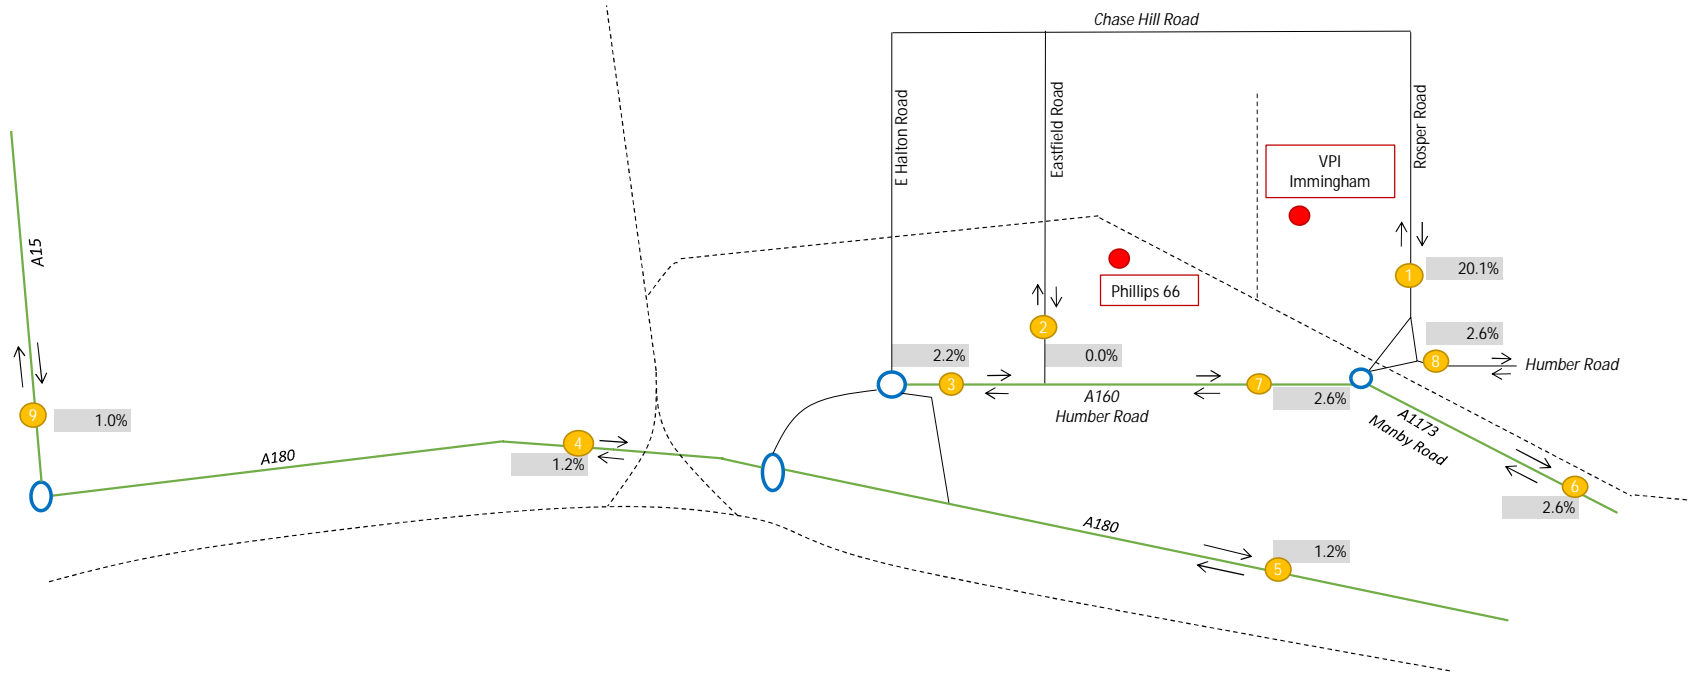 Chase Hill Road
E Halton Road
Eastfield Road
Rosper Road
VPI
Immingham
A15
1
20.1%
Phillips 66
2
2.6%
8
Humber Road
2.2%
0.0%
3
7
2.6%
A160
Humber Road
A1173
Manby Road
9
1.0%
4
1.2%
A180
6
2.6%
A180
1.2%
5